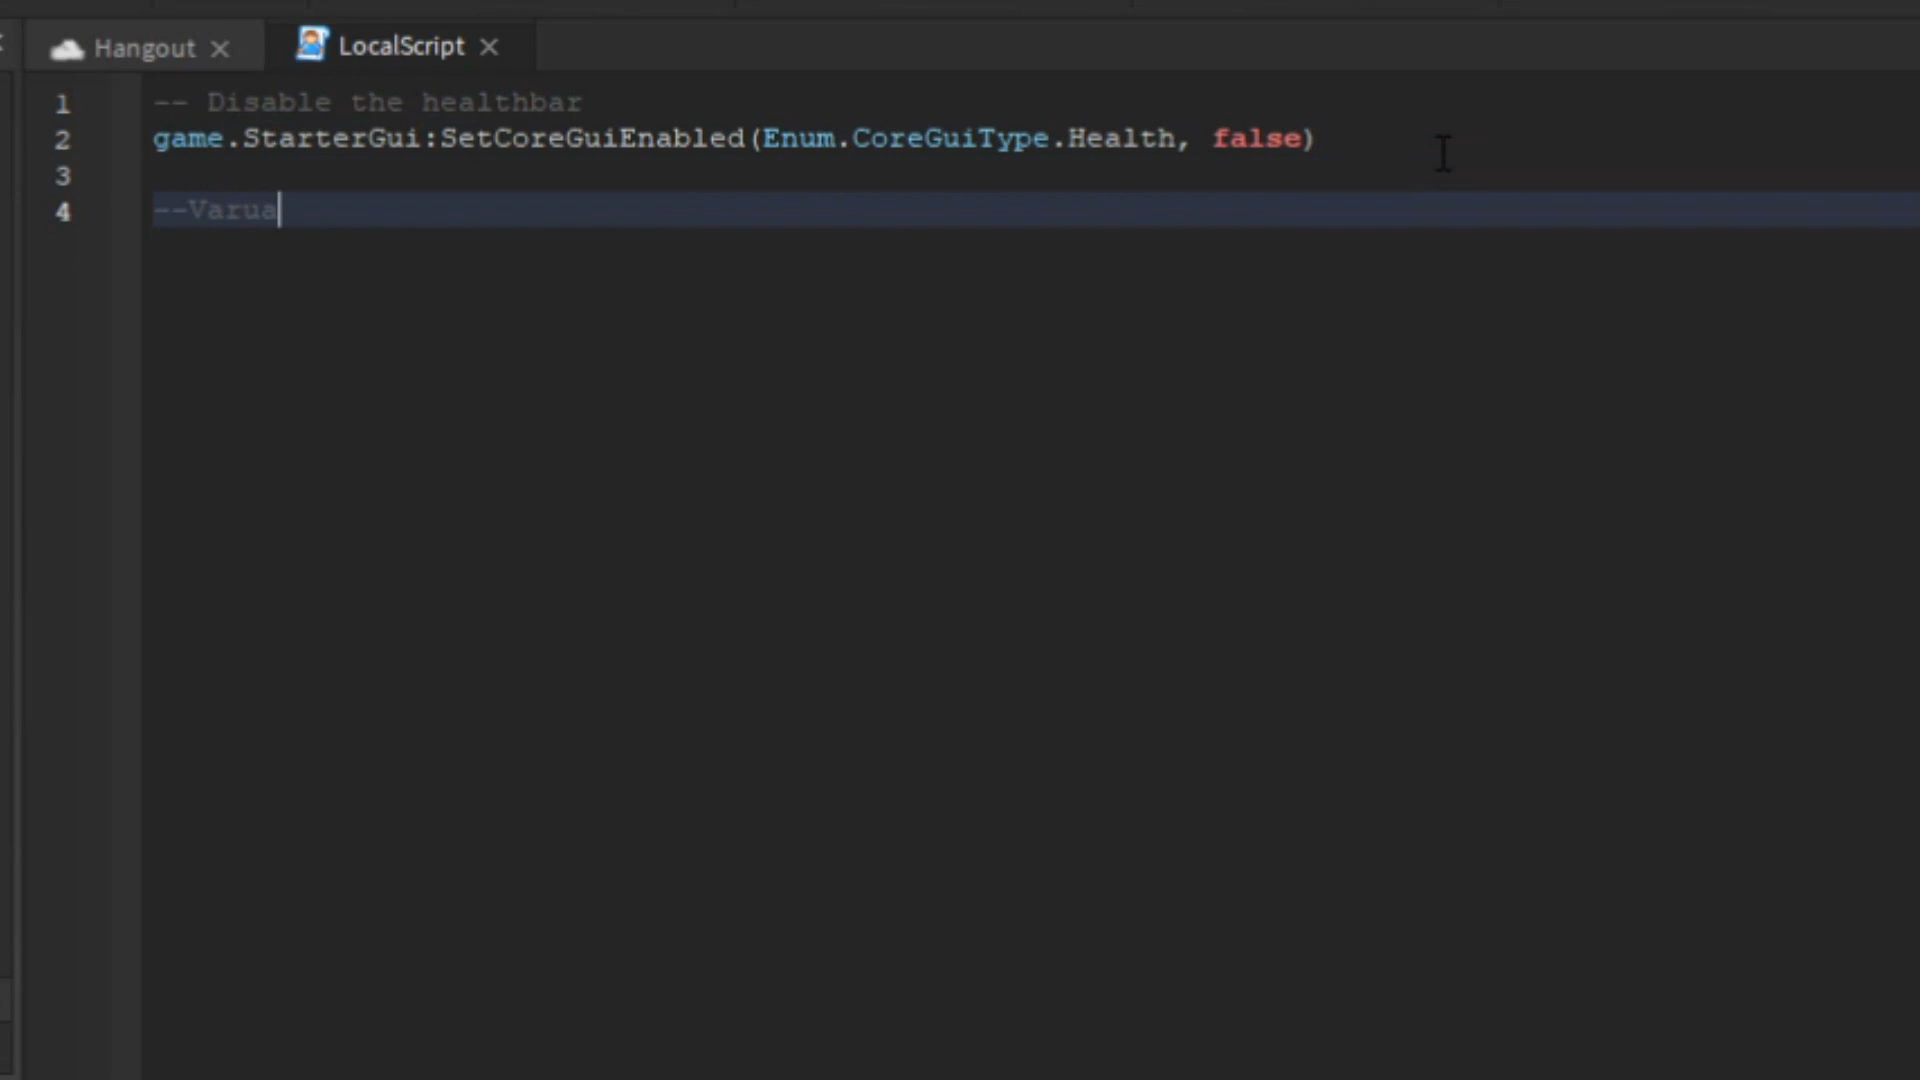 Hangout
LocalScript
1 -- Disable the healthbar
2 game.StarterGui:SetCoreGuiEnabled(Enum.CoreGuiType.Health, false)
3
4 --Varua